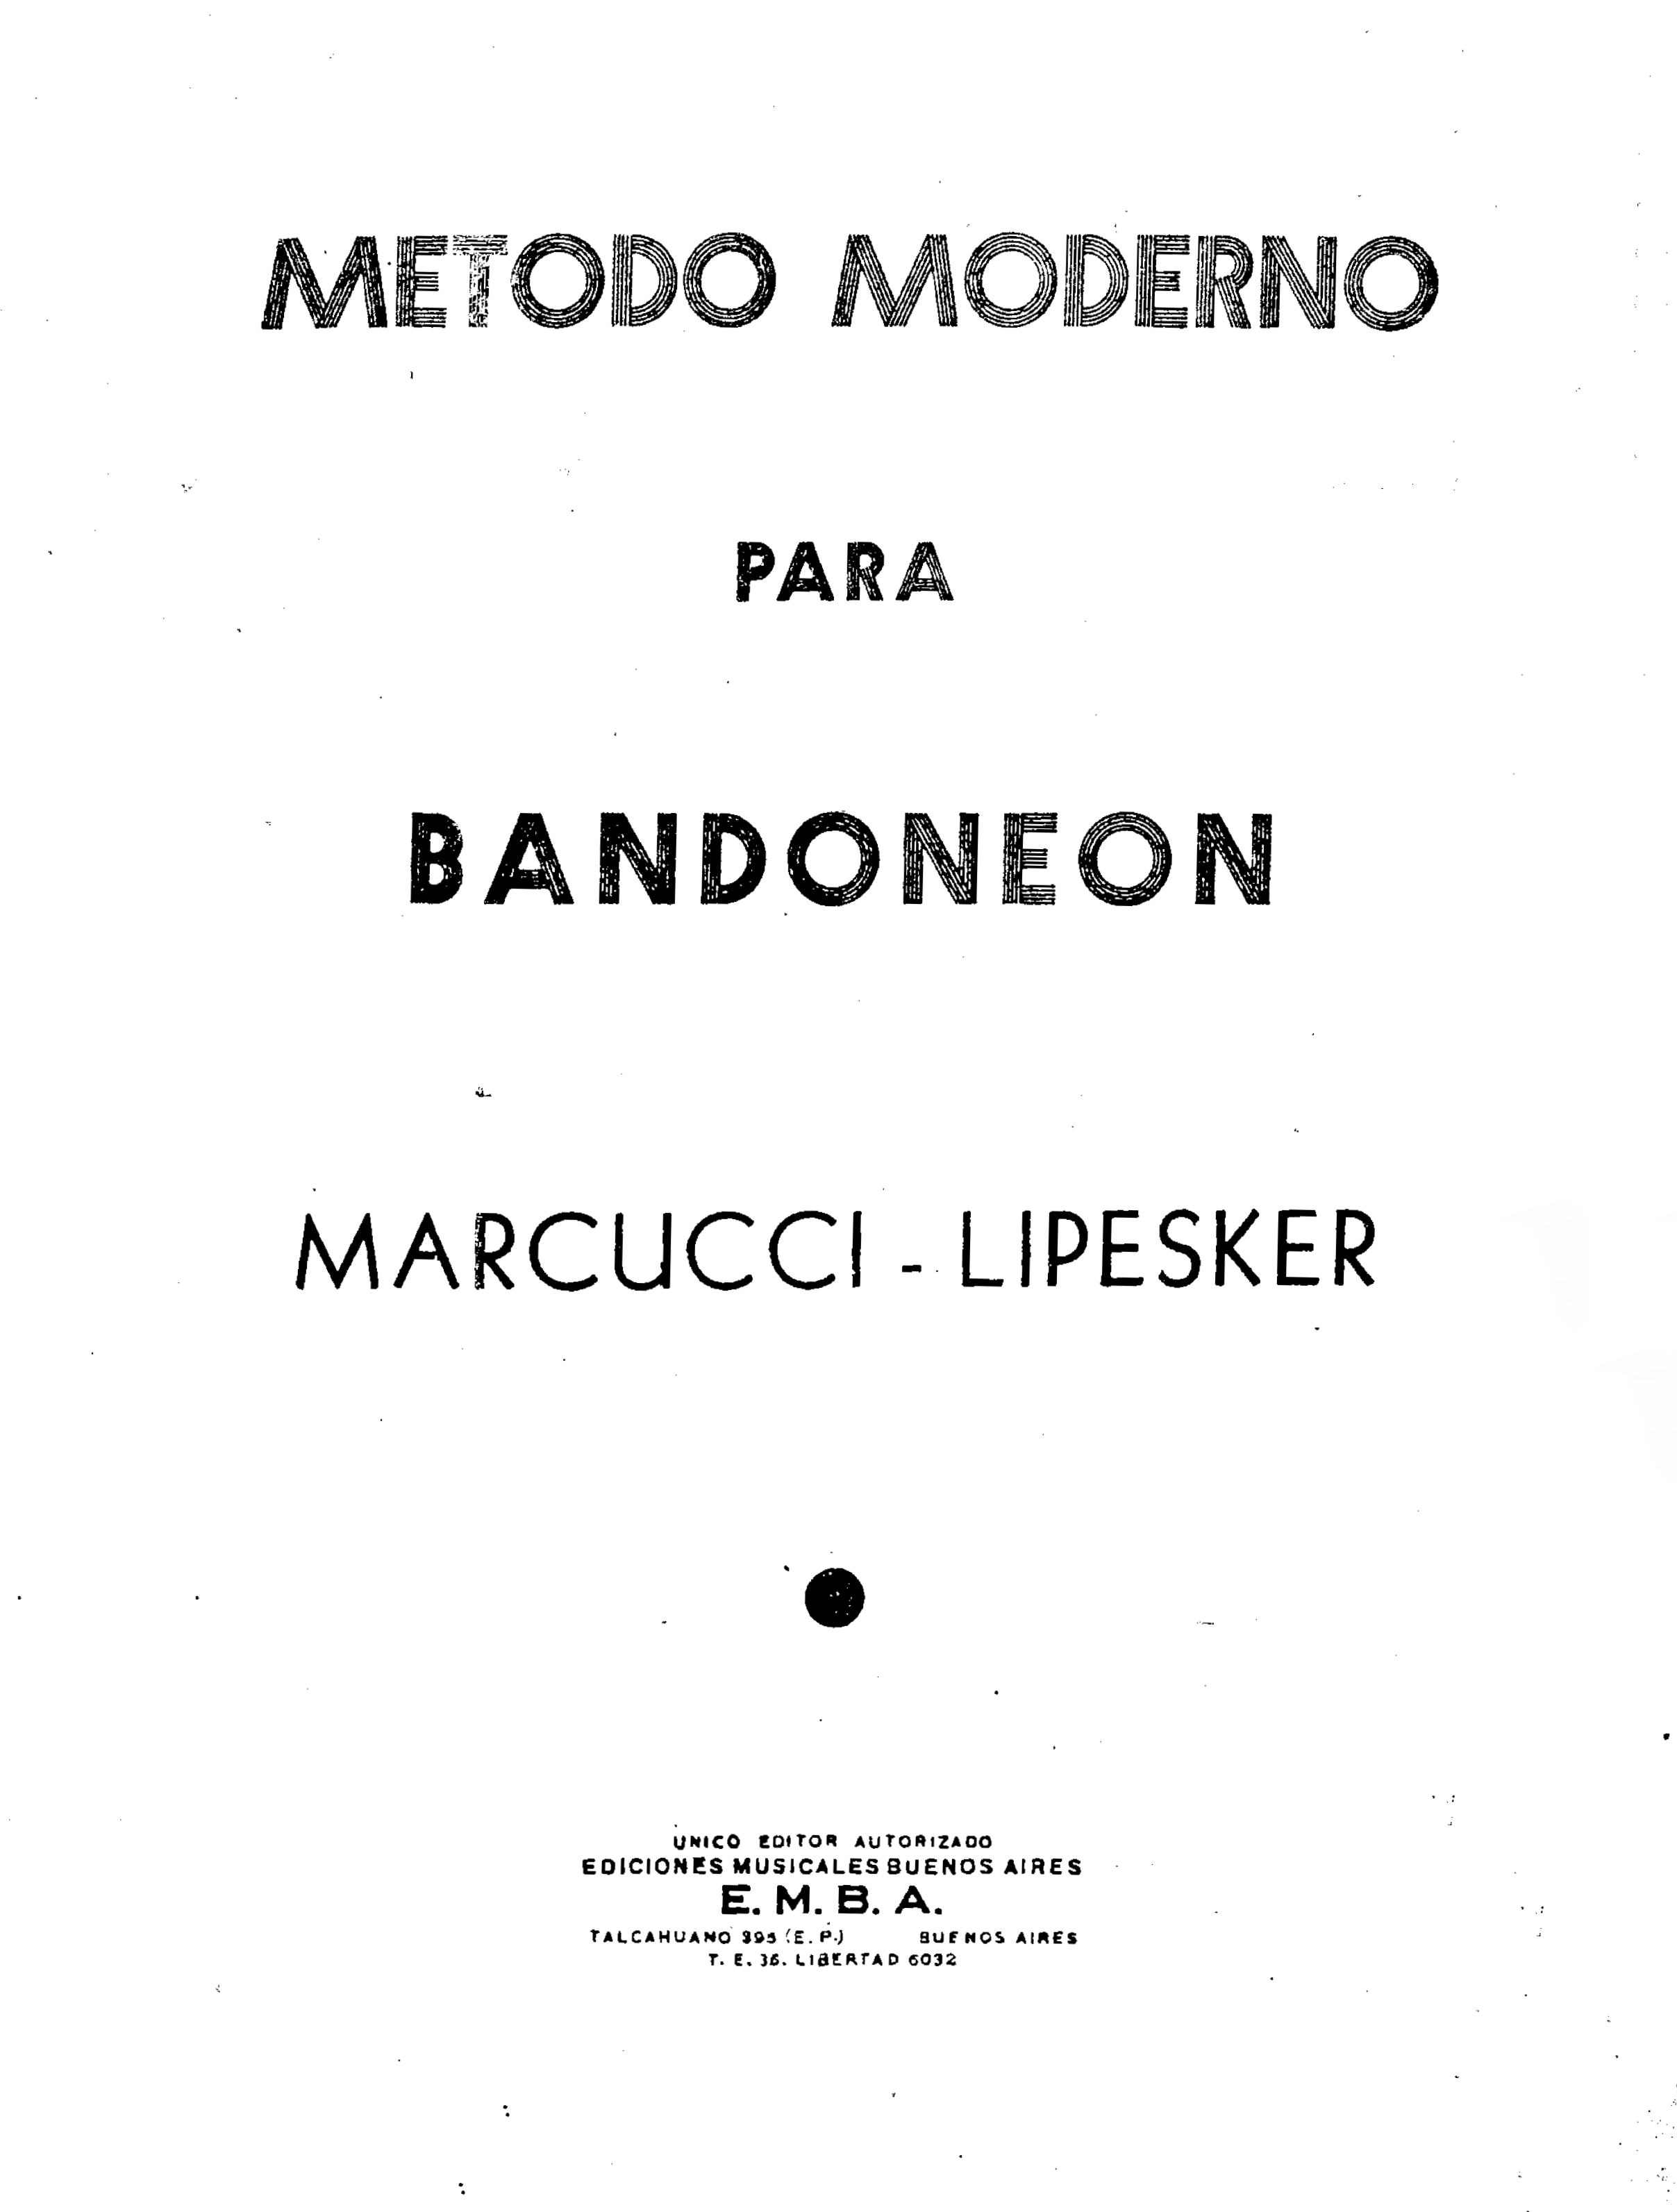 METODO MODERNO
PARA
BANDONEON
MARCUCCI - LIPESKER
UNICO EDITOR AUTORIZADO
EDICIONES MUSICALES BUENOS AIRES
E. M. B. A.
TALCAHUANO 395 (E. P.) BUENOS AIRES
T. E. 35. LIBERTAD 6032